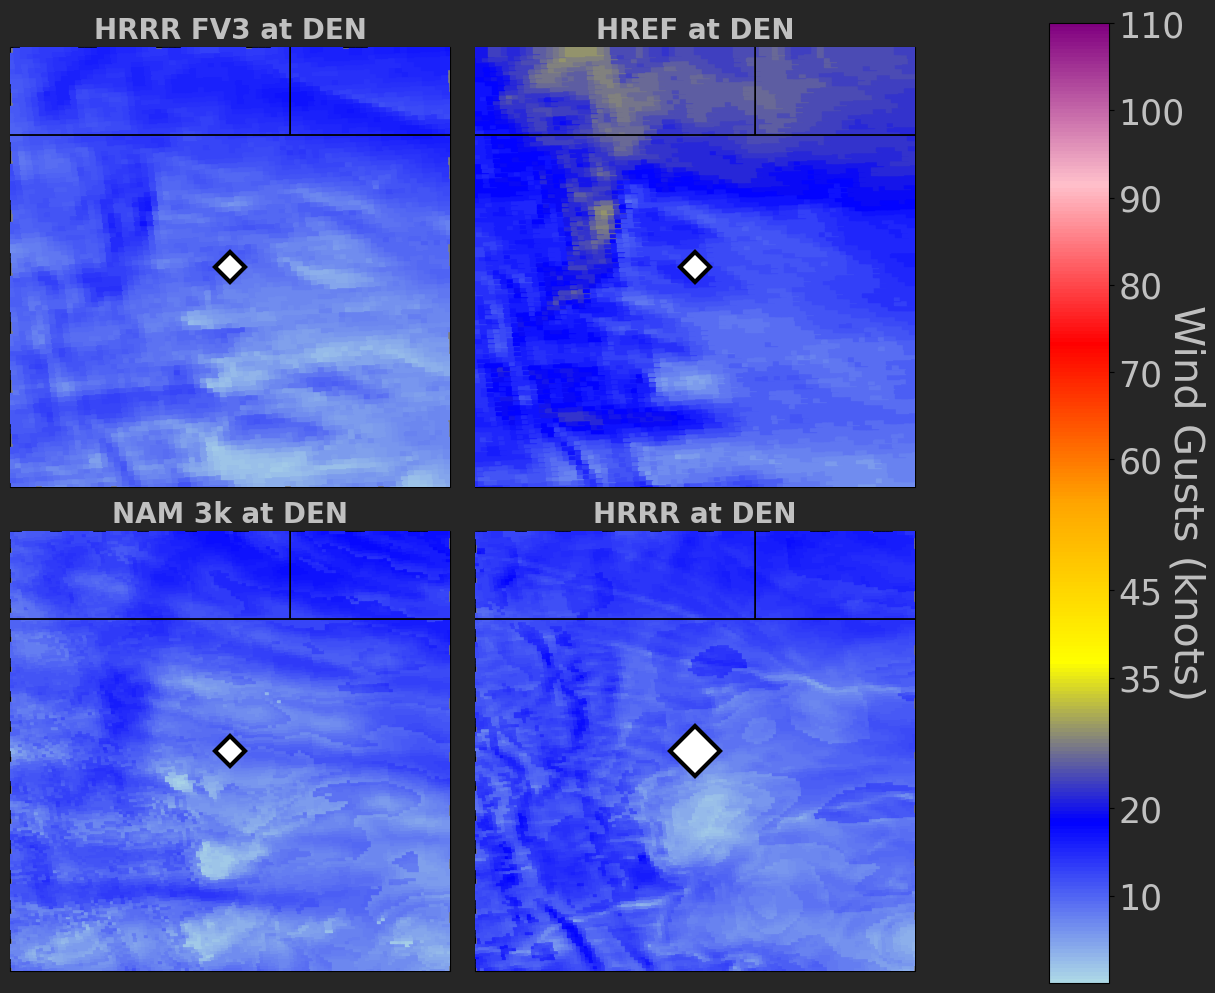 HRRR FV3 at DEN
HREF at DEN
NAM 3k at DEN
HRRR at DEN
110
100
90
80
70
60
45
35
20
10
Wind Gusts (knots)